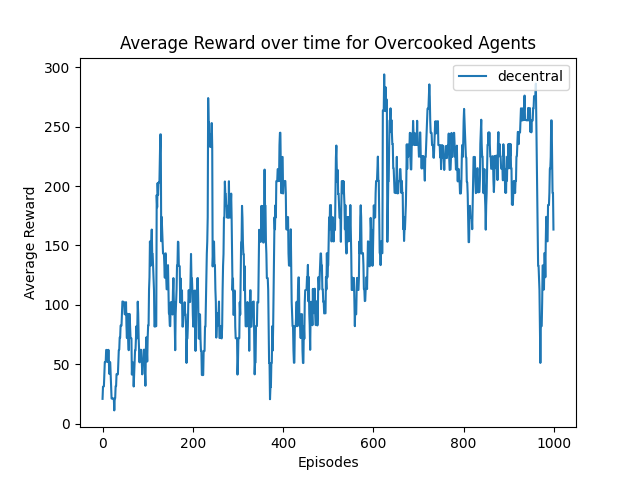 Average Reward over time for Overcooked Agents
decentral
300
250
200
150
100
50
0
Average Reward
0 200 400 600 800 1000
Episodes